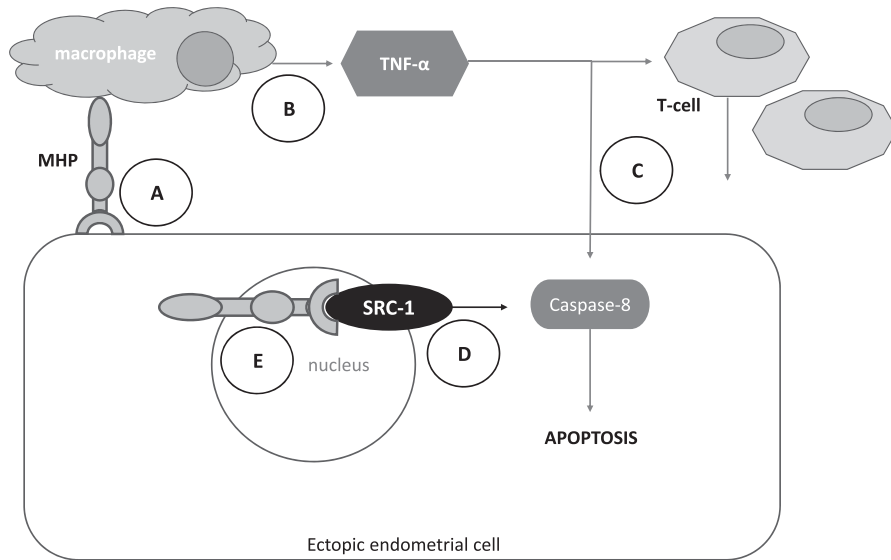 macrophage
TNF-α
B
T-cell
MHP
A
C
SRC-1
Caspase-8
E
nucleus
D
APOPTOSIS
Ectopic endometrial cell